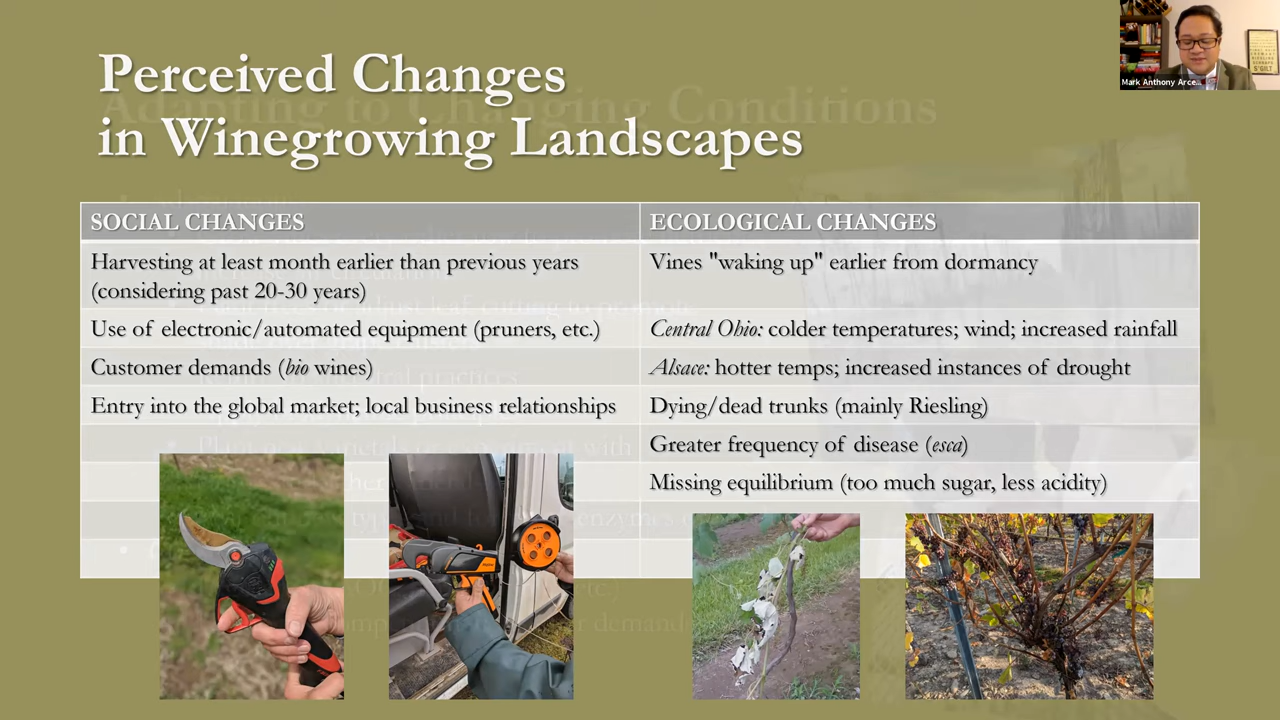 Perceived Changes
in Winegrowing Landscapes
Adapting to Changing Conditions
Mark Anthony Arce...
SOCIAL CHANGES
ECOLOGICAL CHANGES
Harvesting at least month earlier than previous years
(considering past 20-30 years)
Vines "waking up" earlier from dormancy
Use of electronic/automated equipment (pruners, etc.)
Central Ohio: colder temperatures; wind; increased rainfall
Customer demands (bio wines)
Alsace: hotter temps; increased instances of drought
Entry into the global market; local business relationships
Dying/dead trunks (mainly Riesling)
Greater frequency of disease (esca)
Missing equilibrium (too much sugar, less acidity)